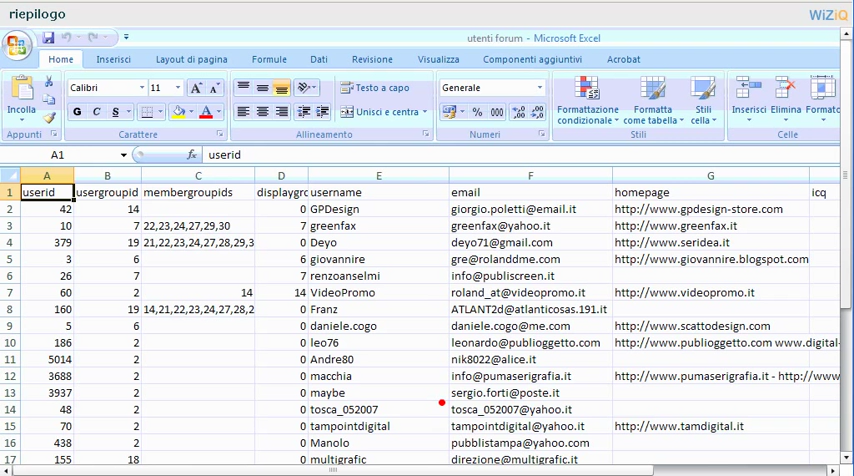 riepilogo
WiZiQ
utenti forum - Microsoft Excel
Home Inserisci Layout di pagina Formule Dati Revisione Visualizza Componenti aggiuntivi Acrobat
Incolla
Calibri 11 A A
G C S A
Testo a capo
Unisci e centra
Generale
% 000
Formattazione condizionale
Formatta come tabella
Stili cella
Inserisci Elimina Formato
Appunti Carattere Allineamento Numeri Stili Celle
A1 fx userid
A B C D E F G
1 userid usergroupid membergroupids displaygro username email homepage icq
2 42 14 0 GPDesign giorgio.poletti@email.it http://www.gpdesign-store.com
3 10 7 22,23,24,27,29,30 7 greenfax greenfax@yahoo.it http://www.greenfax.it
4 379 19 21,22,23,24,27,28,29,3 0 Deyo deyo71@gmail.com http://www.seridea.it
5 3 6 6 giovannire gre@rolanddme.com http://www.giovannire.blogspot.com
6 26 7 7 renzoanselmi info@publiscreen.it
7 60 2 14 14 VideoPromo roland_at@videopromo.it http://www.videopromo.it
8 160 19 14,21,22,23,24,27,28,2 0 Franz ATLANT2d@atlanticosas.191.it
9 5 6 0 daniele.cogo daniele.cogo@me.com http://www.scattodesign.com
10 186 2 0 leo76 leonardo@publioggetto.com http://www.publioggetto.com www.digital-
11 5014 2 0 Andre80 nik8022@alice.it
12 3688 2 0 macchia info@pumaserigrafia.it http://www.pumaserigrafia.it - http://www
13 3937 2 0 maybe sergio.forti@poste.it
14 48 2 0 tosca_052007 tosca_052007@yahoo.it
15 70 2 0 tampointdigital tampointdigital@yahoo.it http://www.tamdigital.it
16 438 2 0 Manolo pubblistampa@yahoo.com
17 155 18 0 multigrafic direzione@multigrafic.it